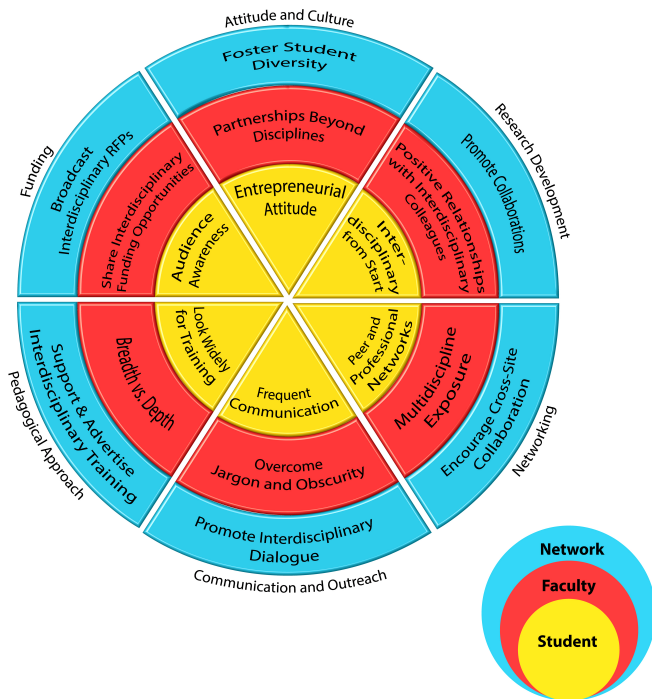 Attitude and Culture
Foster Student
Diversity
Partnerships Beyond
Disciplines
Entrepreneurial
Attitude
Research Development
Promote Collaborations
Positive Relationships
with Interdisciplinary
Colleagues
Inter-
disciplinary
from Start
Networking
Encourage Cross-Site
Collaboration
Multidiscipline
Exposure
Peer and
Professional
Networks
Communication and Outreach
Promote Interdisciplinary
Dialogue
Overcome
Jargon and Obscurity
Frequent
Communication
Pedagogical Approach
Support & Advertise
Interdisciplinary Training
Breadth vs. Depth
Look Widely
for Training
Funding
Broadcast
Interdisciplinary RFPs
Share Interdisciplinary
Funding Opportunities
Audience
Awareness
Network
Faculty
Student